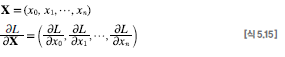 X = (x₀, x₁, ⋯, xₙ)
∂L/∂X = (∂L/∂x₀, ∂L/∂x₁, ⋯, ∂L/∂xₙ) [식 5.15]